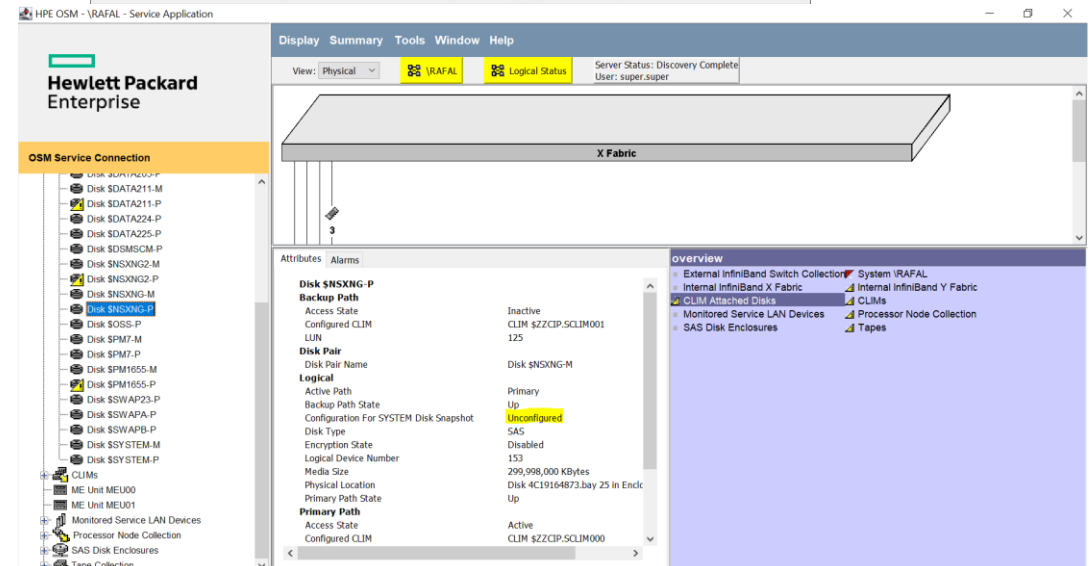 HPE OSM - \RAFAL - Service Application
Hewlett Packard
Enterprise
Display Summary Tools Window Help
View: Physical \RAFAL Logical Status Server Status: Discovery Complete
User: super.super
OSM Service Connection
Disk $DATA211-M
Disk $DATA211-P
Disk $DATA224-P
Disk $DATA225-P
Disk $DSMSCM-P
Disk $NSXNG2-M
Disk $NSXNG2-P
Disk $NSXNG-M
Disk $NSXNG-P
Disk $OSS-P
Disk $PM7-M
Disk $PM7-P
Disk $PM1655-M
Disk $PM1655-P
Disk $SWAP23-P
Disk $SWAPA-P
Disk $SWAPB-P
Disk $SYSTEM-M
Disk $SYSTEM-P
CLIMs
ME Unit MEU00
ME Unit MEU01
Monitored Service LAN Devices
Processor Node Collection
SAS Disk Enclosures
Tape Collection
X Fabric
3
Attributes Alarms
Disk $NSXNG-P
Backup Path
Access State Inactive
Configured CLIM CLIM $ZZCIP.SCLIM001
LUN 125
Disk Pair
Disk Pair Name Disk $NSXNG-M
Logical
Active Path Primary
Backup Path State Up
Configuration For SYSTEM Disk Snapshot Unconfigured
Disk Type SAS
Encryption State Disabled
Logical Device Number 153
Media Size 299,998,000 KBytes
Physical Location Disk 4C19164873.bay 25 in Enclo
Primary Path State Up
Primary Path
Access State Active
Configured CLIM CLIM $ZZCIP.SCLIM000
overview
External InfiniBand Switch Collection System \RAFAL
Internal InfiniBand X Fabric Internal InfiniBand Y Fabric
CLIM Attached Disks CLIMs
Monitored Service LAN Devices Processor Node Collection
SAS Disk Enclosures Tapes